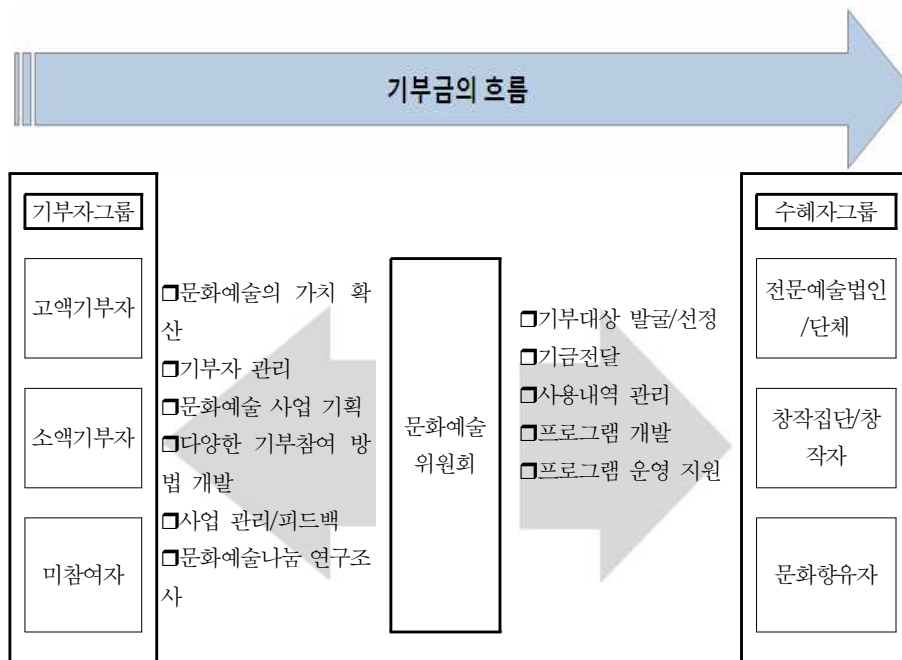 기부금의 흐름
기부자그룹
고액기부자
소액기부자
미참여자
❒문화예술의 가치 확
산
❒기부자 관리
❒문화예술 사업 기획
❒다양한 기부참여 방
법 개발
❒사업 관리/피드백
❒문화예술나눔 연구조
사
문화예술
위원회
❒기부대상 발굴/선정
❒기금전달
❒사용내역 관리
❒프로그램 개발
❒프로그램 운영 지원
수혜자그룹
전문예술법인
/단체
창작집단/창
작자
문화향유자